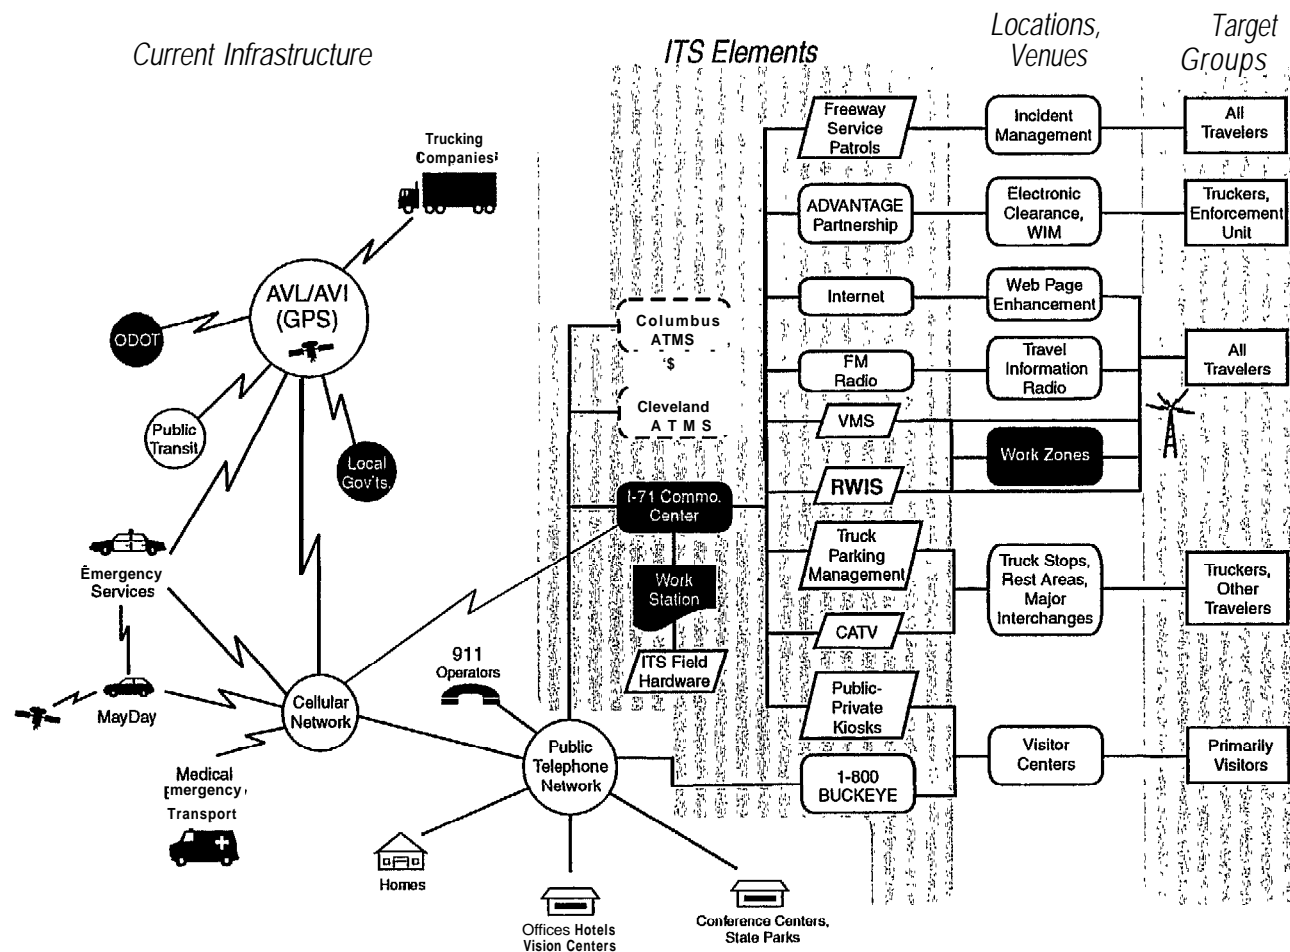 Current Infrastructure
ITS Elements
Locations,
Venues
Target
Groups
Trucking
Companies
AVL/AVI
(GPS)
ODOT
Public
Transit
Local
Gov'ts.
Emergency
Services
MayDay
Cellular
Network
Medical
Emergency
Transport
911
Operators
Public
Telephone
Network
Homes
Offices Hotels
Vision Centers
Conference Centers,
State Parks
Columbus
ATMS
'$
Cleveland
A T M S
I-71 Commo.
Center
Work
Station
ITS Field
Hardware
Freeway
Service
Patrols
ADVANTAGE
Partnership
Internet
FM
Radio
VMS
RWIS
Truck
Parking
Management
CATV
Public-
Private
Kiosks
1-800
BUCKEYE
Incident
Management
Electronic
Clearance,
WIM
Web Page
Enhancement
Travel
Information
Radio
Work Zones
Truck Stops,
Rest Areas,
Major
Interchanges
Visitor
Centers
All
Travelers
Truckers,
Enforcement
Unit
All
Travelers
Truckers,
Other
Travelers
Primarily
Visitors